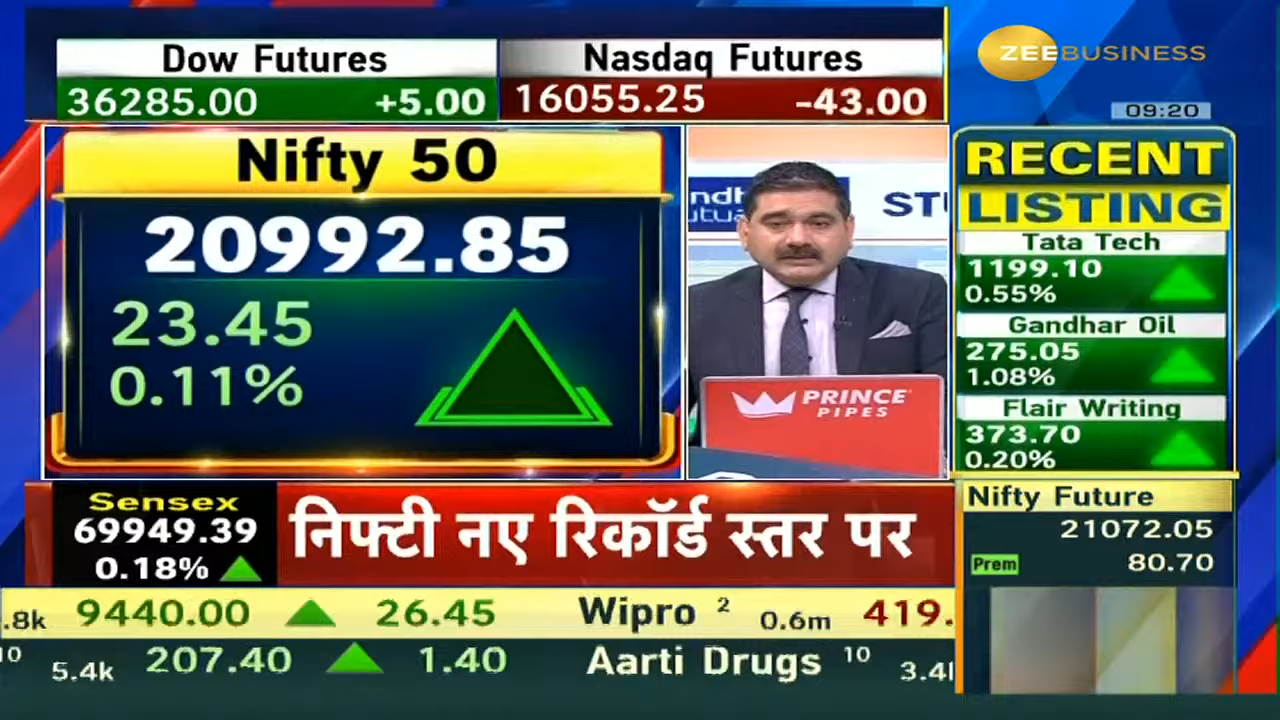 Dow Futures
36285.00 +5.00
Nasdaq Futures
16055.25 -43.00
ZEEBUSINESS
09:20
Nifty 50
20992.85
23.45
0.11%
PRINCE
PIPES
RECENT
LISTING
Tata Tech
1199.10
0.55%
Gandhar Oil
275.05
1.08%
Flair Writing
373.70
0.20%
Sensex
69949.39
0.18%
निफ्टी नए रिकॉर्ड स्तर पर
Nifty Future
21072.05
Prem 80.70
.8k 9440.00 26.45 Wipro 2 0.6m 419.
10 5.4k 207.40 1.40 Aarti Drugs 10